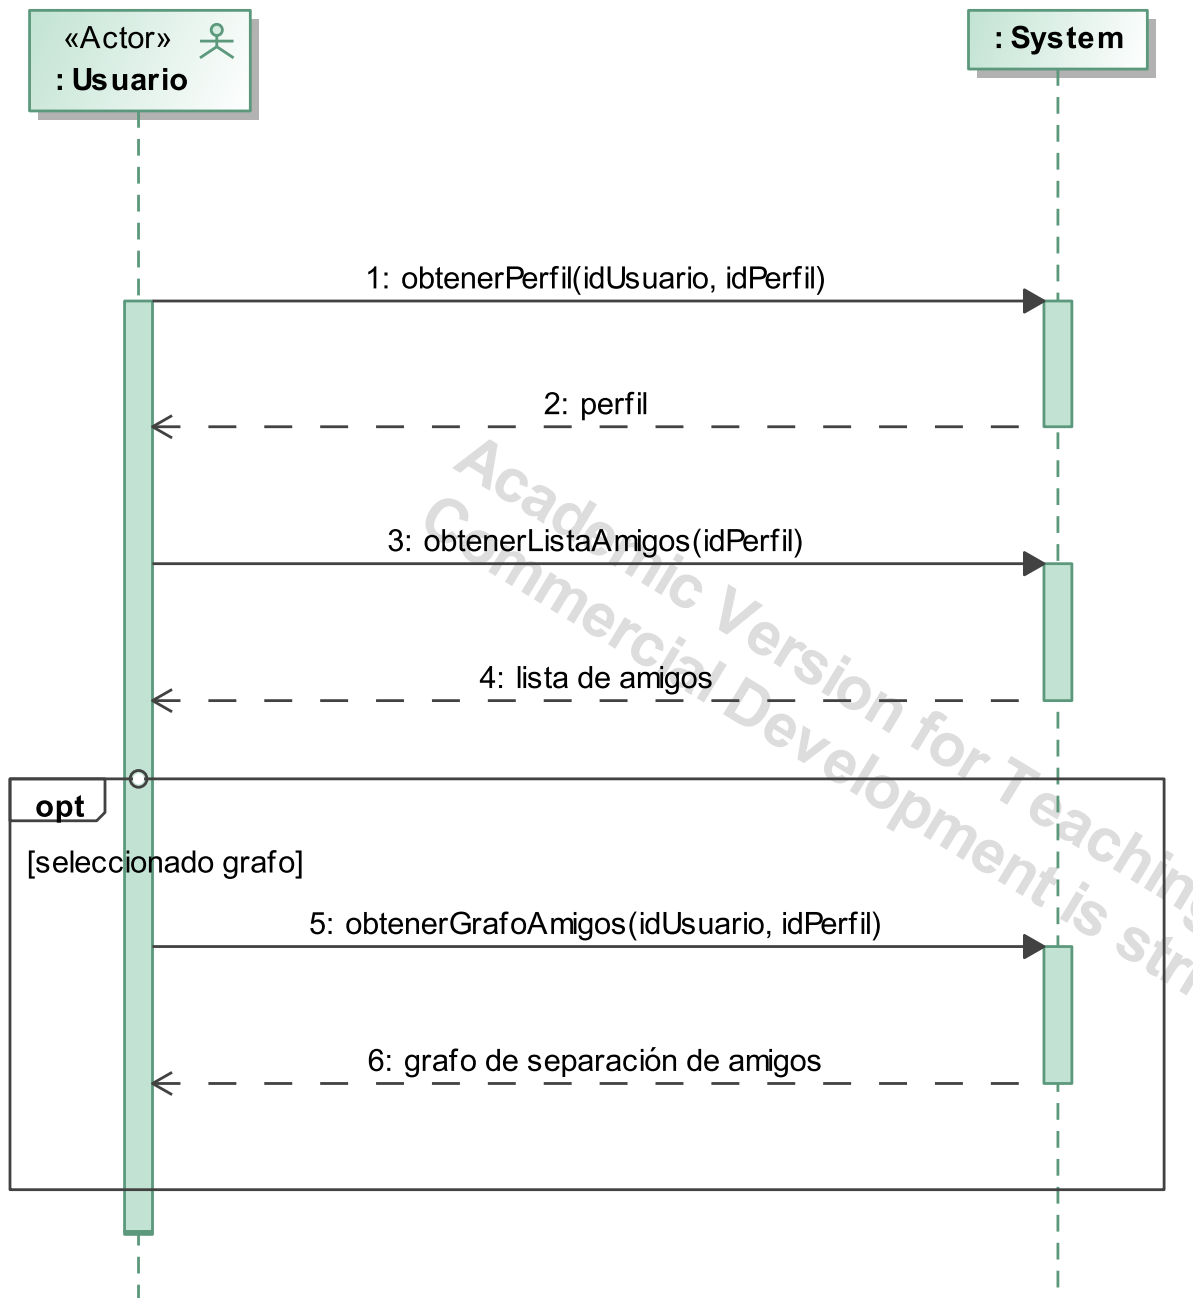 «Actor»
: Usuario
: System
1: obtenerPerfil(idUsuario, idPerfil)
2: perfil
3: obtenerListaAmigos(idPerfil)
4: lista de amigos
opt
[seleccionado grafo]
5: obtenerGrafoAmigos(idUsuario, idPerfil)
6: grafo de separación de amigos
Academic Version for Teaching
Commercial Development is stri